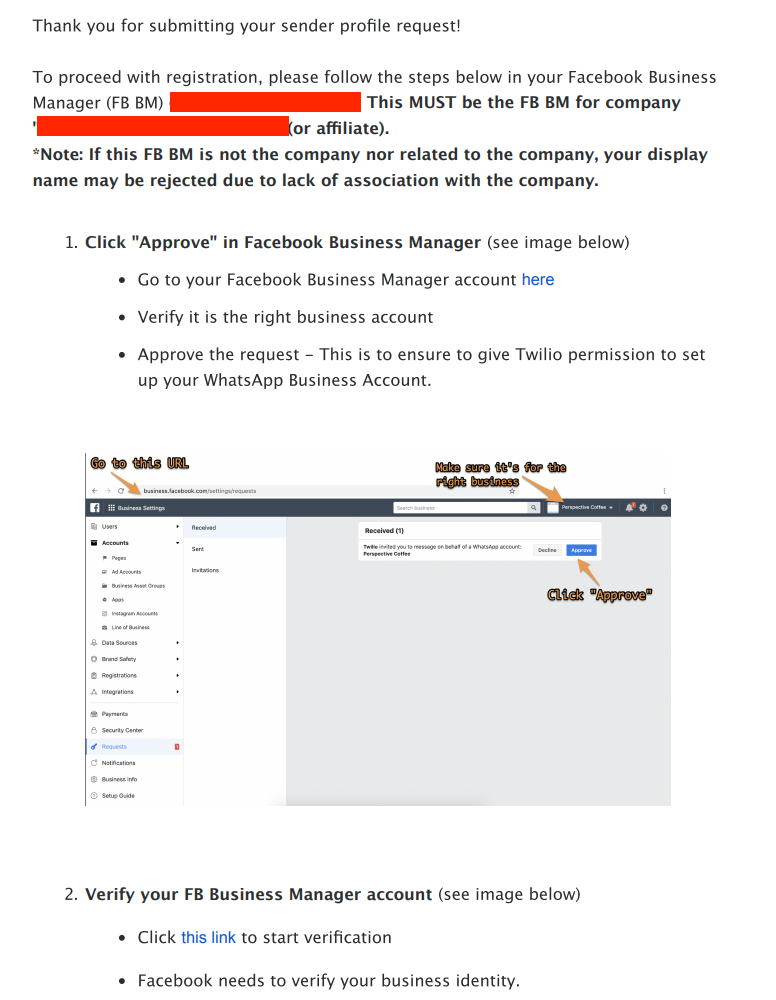 Thank you for submitting your sender profile request!
To proceed with registration, please follow the steps below in your Facebook Business
Manager (FB BM) This MUST be the FB BM for company
" (or affiliate).
*Note: If this FB BM is not the company nor related to the company, your display
name may be rejected due to lack of association with the company.
1. Click "Approve" in Facebook Business Manager (see image below)
• Go to your Facebook Business Manager account here
• Verify it is the right business account
• Approve the request – This is to ensure to give Twilio permission to set
up your WhatsApp Business Account.
Go to this URL
Make sure it's for the
right business
business.facebook.com/settings/requests
Business Settings
Search business
Perspective Coffee
Users
Accounts
Pages
Ad Accounts
Business Asset Groups
Apps
Instagram Accounts
Line of Business
Data Sources
Brand Safety
Registrations
Integrations
Payments
Security Center
Requests
Notifications
Business Info
Setup Guide
Received
Sent
Invitations
Received (1)
Twilio invited you to message on behalf of a WhatsApp account:
Perspective Coffee
Decline
Approve
Click "Approve"
2. Verify your FB Business Manager account (see image below)
• Click this link to start verification
• Facebook needs to verify your business identity.